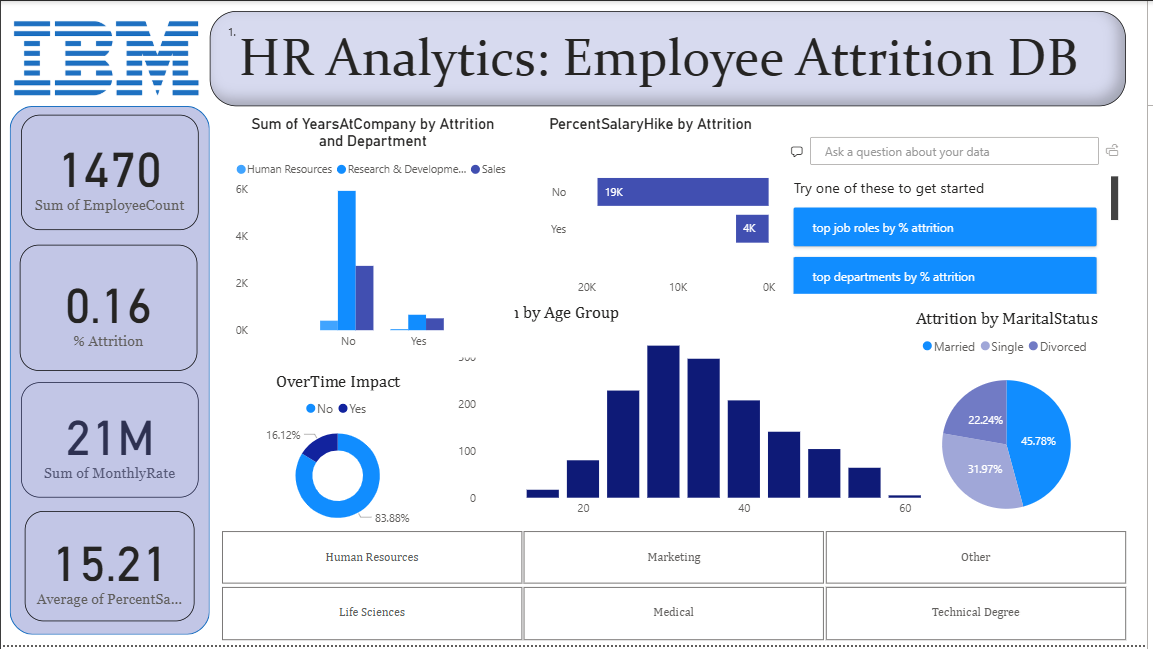 IBM
1.
HR Analytics: Employee Attrition DB
1470
Sum of EmployeeCount
0.16
% Attrition
21M
Sum of MonthlyRate
15.21
Average of PercentSa...
Sum of YearsAtCompany by Attrition
and Department
Human Resources Research & Developme... Sales
6K
4K
2K
0K
No Yes
PercentSalaryHike by Attrition
No 19K
Yes 4K
20K 10K 0K
Ask a question about your data
Try one of these to get started
top job roles by % attrition
top departments by % attrition
OverTime Impact
No Yes
16.12%
83.88%
by Age Group
200
100
0
20 40 60
Attrition by MaritalStatus
Married Single Divorced
22.24%
45.78%
31.97%
Human Resources Marketing Other
Life Sciences Medical Technical Degree